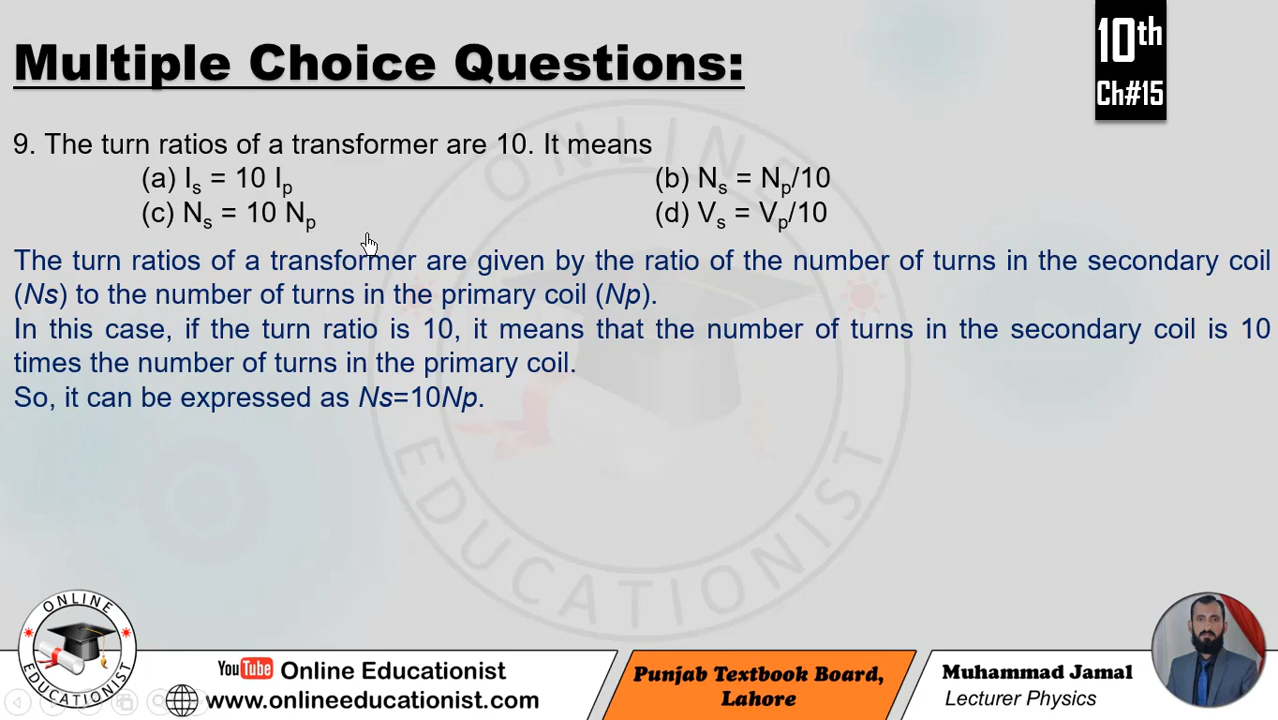 Multiple Choice Questions:
10th
Ch#15
9. The turn ratios of a transformer are 10. It means
(a) Is = 10 Ip (b) Ns = Np/10
(c) Ns = 10 Np (d) Vs = Vp/10
The turn ratios of a transformer are given by the ratio of the number of turns in the secondary coil
(Ns) to the number of turns in the primary coil (Np).
In this case, if the turn ratio is 10, it means that the number of turns in the secondary coil is 10
times the number of turns in the primary coil.
So, it can be expressed as Ns=10Np.
ONLINE
EDUCATIONIST
ONLINE
EDUCATIONIST
YouTube Online Educationist
www.onlineeducationist.com
Punjab Textbook Board,
Lahore
Muhammad Jamal
Lecturer Physics